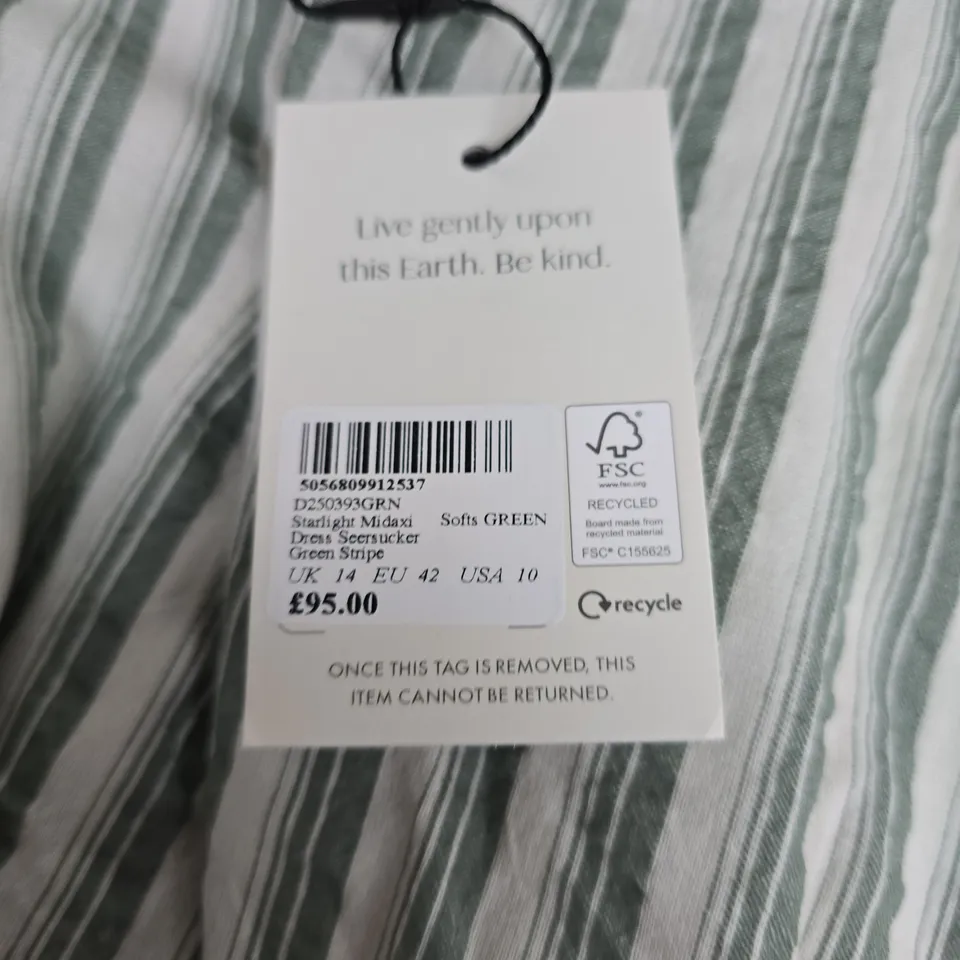 Live gently upon
this Earth. Be kind.
5056809912537
D250393GRN
Starlight Midaxi Softs GREEN
Dress Seersucker
Green Stripe
UK 14 EU 42 USA 10
£95.00
®
FSC
www.fsc.org
RECYCLED
Board made from
recycled material
FSC® C155625
recycle
ONCE THIS TAG IS REMOVED, THIS
ITEM CANNOT BE RETURNED.